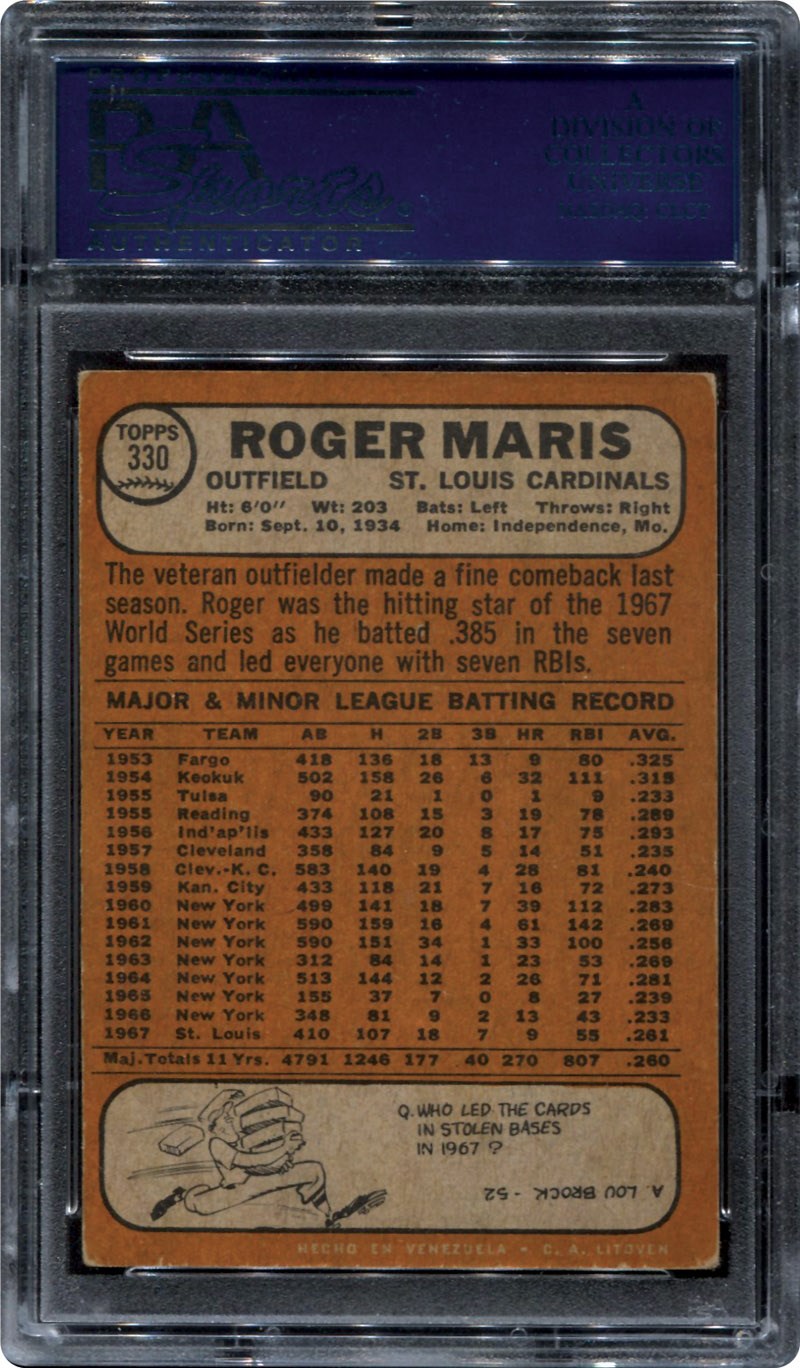 PROFESSIONAL
PSA
Sports
AUTHENTICATOR
A
DIVISION OF
COLLECTORS
UNIVERSE
NASDAQ: CLCT
TOPPS
330
ROGER MARIS
OUTFIELD ST. LOUIS CARDINALS
Ht: 6'0" Wt: 203 Bats: Left Throws: Right
Born: Sept. 10, 1934 Home: Independence, Mo.
The veteran outfielder made a fine comeback last
season. Roger was the hitting star of the 1967
World Series as he batted .385 in the seven
games and led everyone with seven RBIs.
MAJOR & MINOR LEAGUE BATTING RECORD
YEAR TEAM AB H 2B 3B HR RBI AVG.
1953 Fargo 418 136 18 13 9 80 .325
1954 Keokuk 502 158 26 6 32 111 .315
1955 Tulsa 90 21 1 0 1 9 .233
1955 Reading 374 108 15 3 19 78 .289
1956 Ind'ap'lis 433 127 20 8 17 75 .293
1957 Cleveland 358 84 9 5 14 51 .235
1958 Clev.-K. C. 583 140 19 4 28 81 .240
1959 Kan. City 433 118 21 7 16 72 .273
1960 New York 499 141 18 7 39 112 .283
1961 New York 590 159 16 4 61 142 .269
1962 New York 590 151 34 1 33 100 .256
1963 New York 312 84 14 1 23 53 .269
1964 New York 513 144 12 2 26 71 .281
1965 New York 155 37 7 0 8 27 .239
1966 New York 348 81 9 2 13 43 .233
1967 St. Louis 410 107 18 7 9 55 .261
Maj. Totals 11 Yrs. 4791 1246 177 40 270 807 .260
Q. WHO LED THE CARDS
IN STOLEN BASES
IN 1967 ?
A. LOU BROCK - 52
HECHO EN VENEZUELA • C. A. LITOVEN